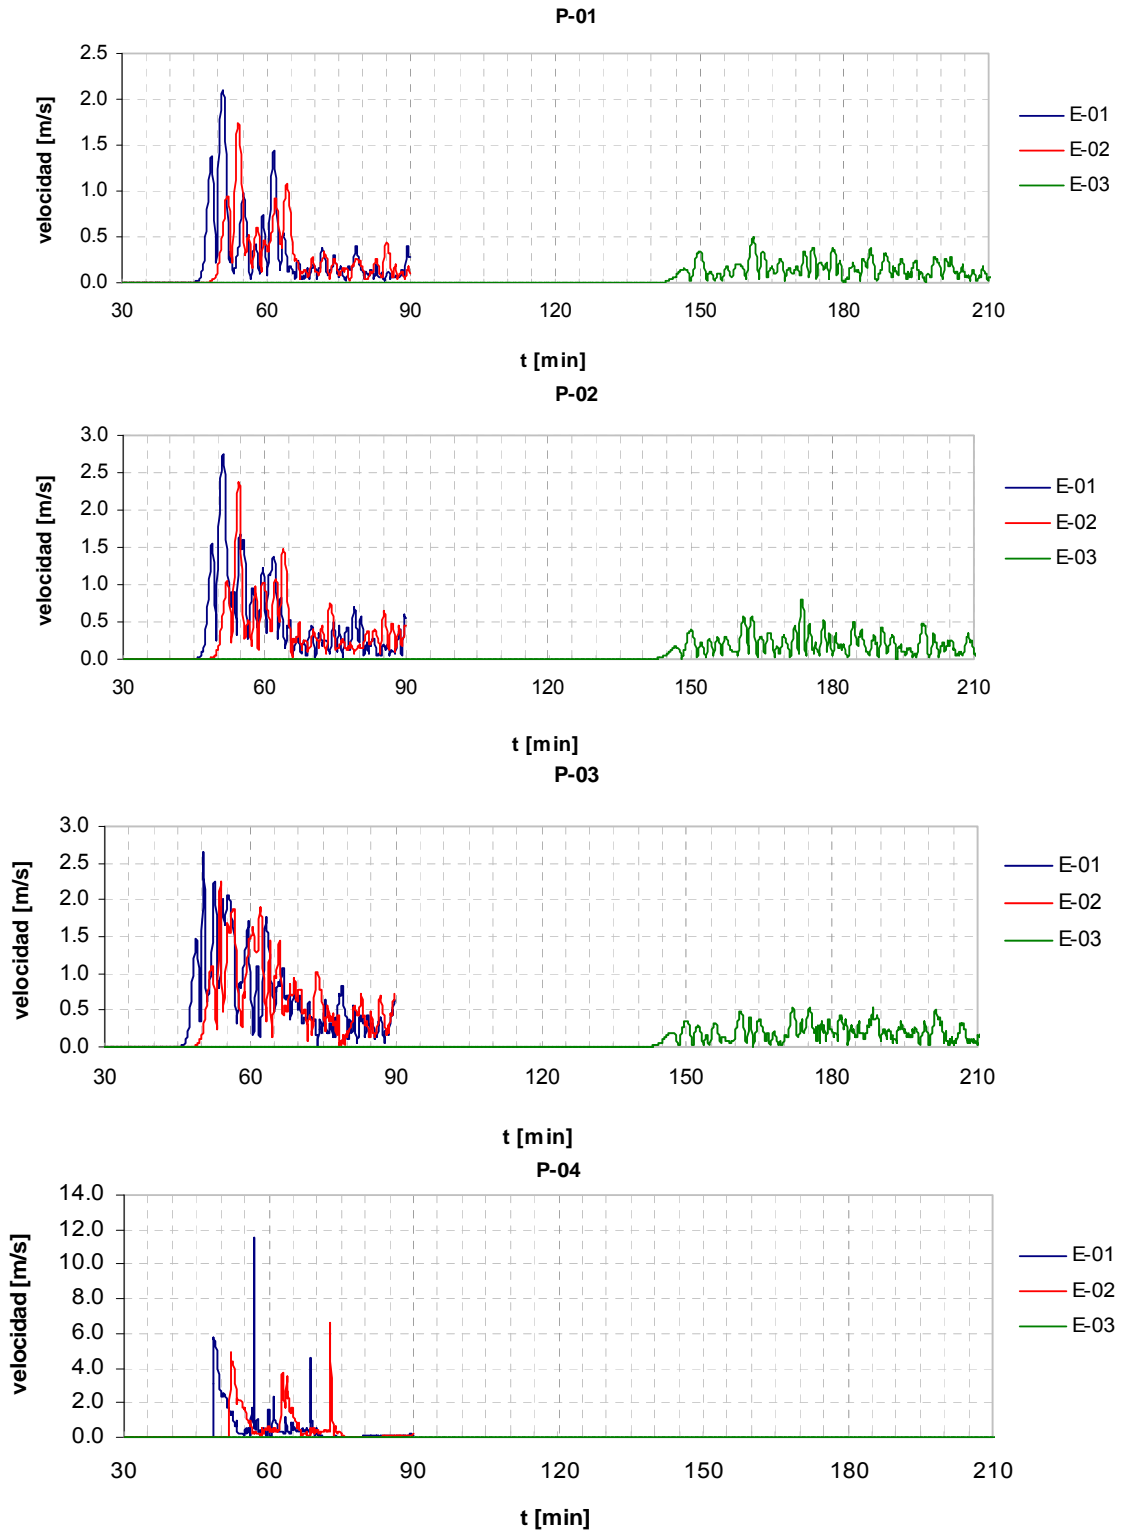 P-01
velocidad [m/s]
2.5
2.0
1.5
1.0
0.5
0.0
30 60 90 120 150 180 210
t [min]
E-01
E-02
E-03
P-02
velocidad [m/s]
3.0
2.5
2.0
1.5
1.0
0.5
0.0
30 60 90 120 150 180 210
t [min]
E-01
E-02
E-03
P-03
velocidad [m/s]
3.0
2.5
2.0
1.5
1.0
0.5
0.0
30 60 90 120 150 180 210
t [min]
E-01
E-02
E-03
P-04
velocidad [m/s]
14.0
12.0
10.0
8.0
6.0
4.0
2.0
0.0
30 60 90 120 150 180 210
t [min]
E-01
E-02
E-03